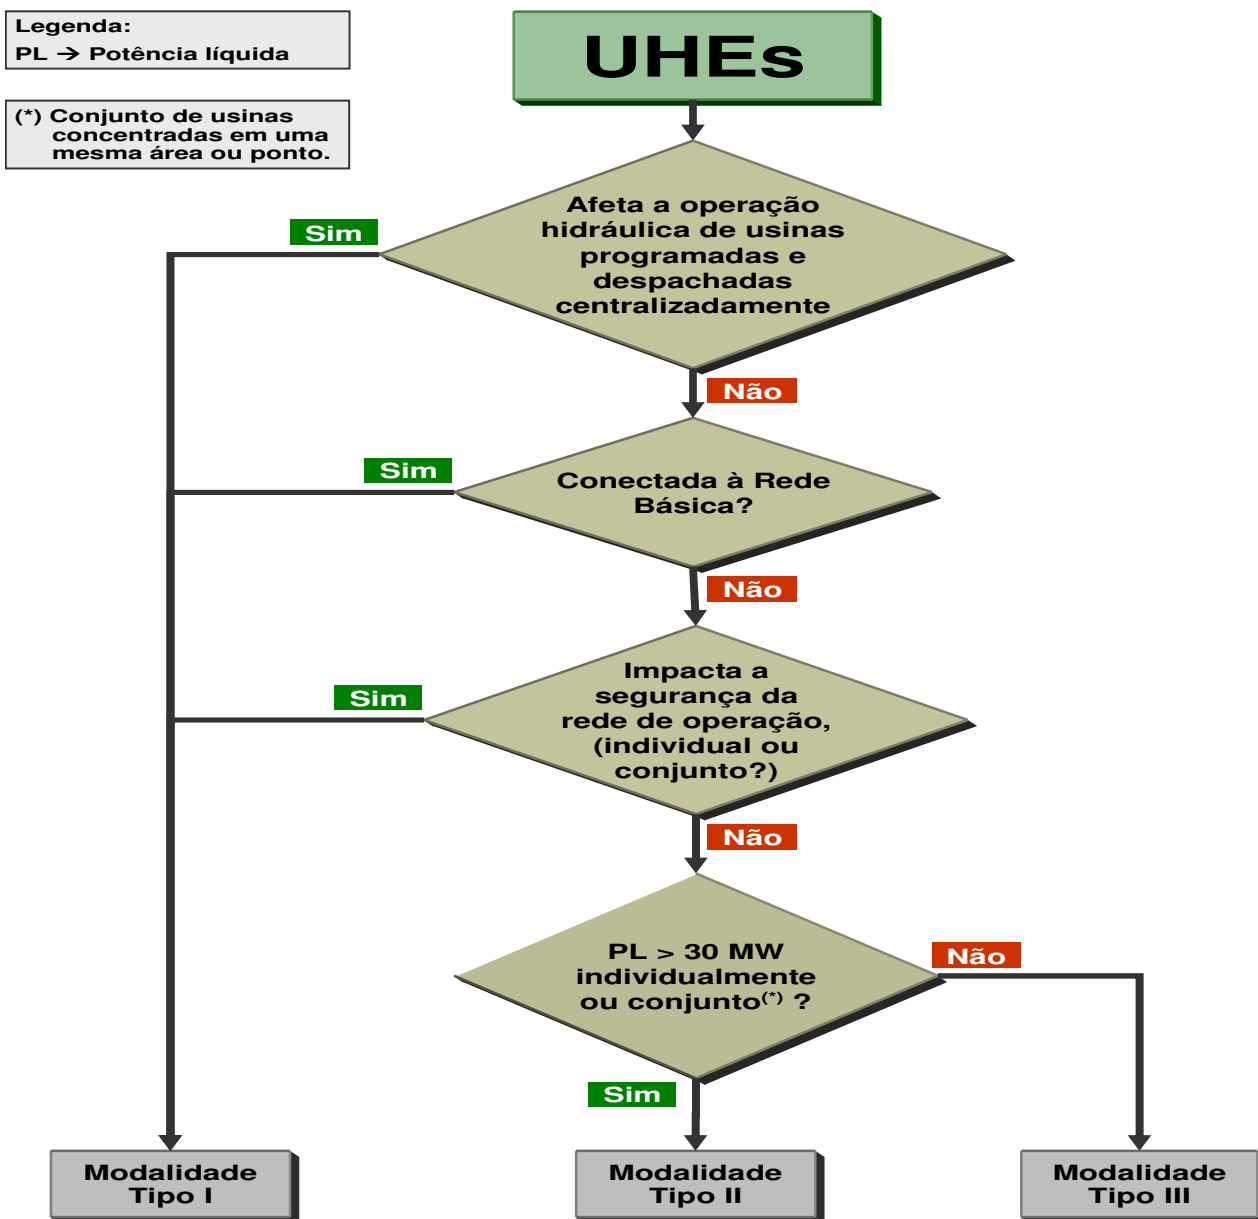 Legenda:
PL → Potência líquida
(*) Conjunto de usinas
concentradas em uma
mesma área ou ponto.
UHEs
Afeta a operação
hidráulica de usinas
programadas e
despachadas
centralizadamente
Sim
Não
Conectada à Rede
Básica?
Sim
Não
Impacta a
segurança da
rede de operação,
(individual ou
conjunto?)
Sim
Não
PL > 30 MW
individualmente
ou conjunto(*) ?
Não
Sim
Modalidade
Tipo I
Modalidade
Tipo II
Modalidade
Tipo III